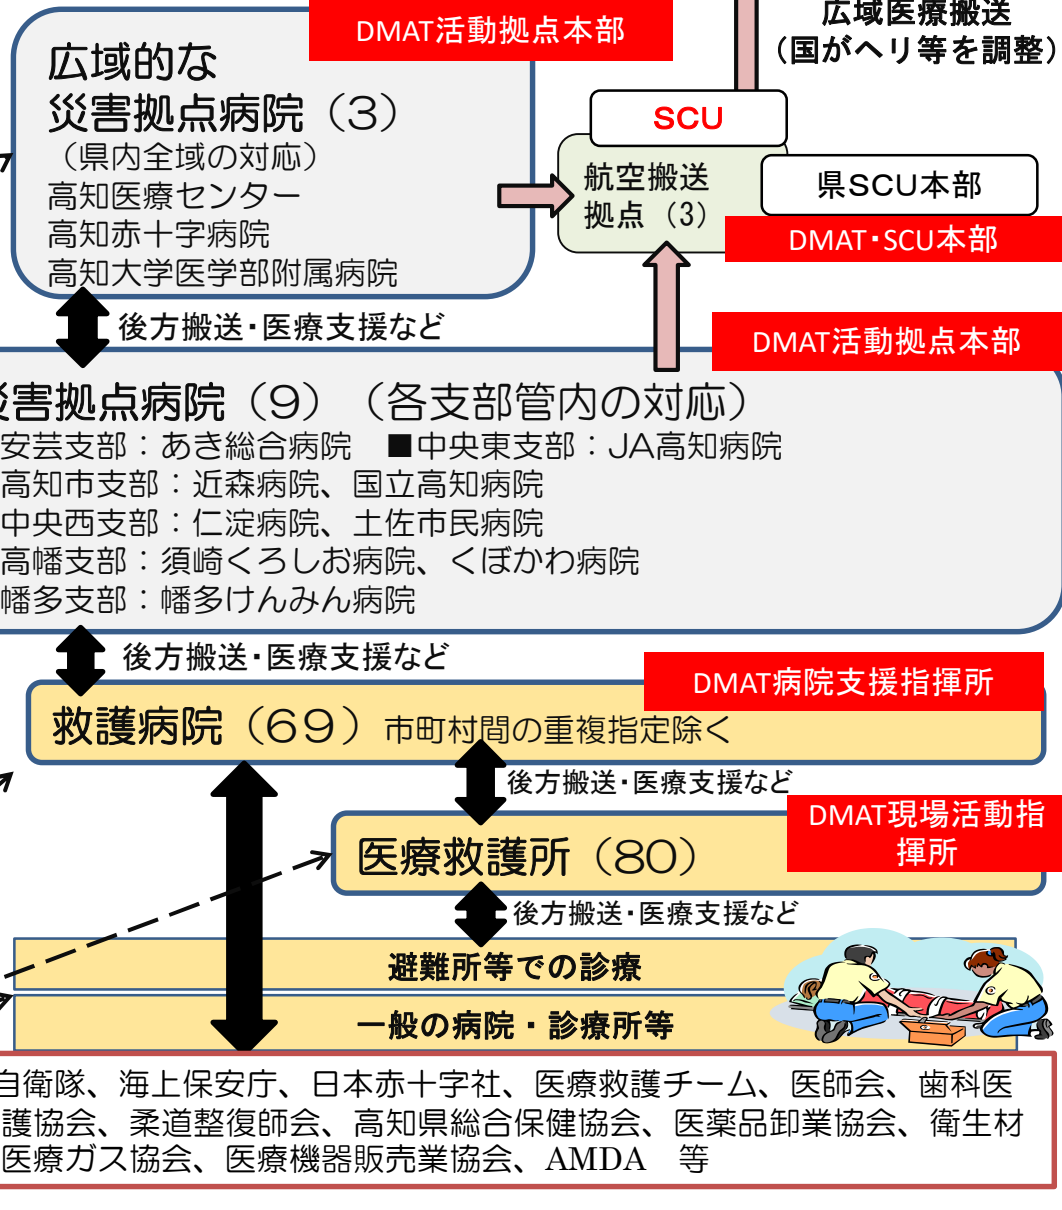 DMAT活動拠点本部
広域医療搬送
（国がヘリ等を調整）
広域的な
災害拠点病院（3）
（県内全域の対応）
高知医療センター
高知赤十字病院
高知大学医学部附属病院
SCU
航空搬送
拠点（3）
県SCU本部
DMAT・SCU本部
後方搬送・医療支援など
DMAT活動拠点本部
災害拠点病院（9）（各支部管内の対応）
安芸支部：あき総合病院　■中央東支部：JA高知病院
高知市支部：近森病院、国立高知病院
中央西支部：仁淀病院、土佐市民病院
高幡支部：須崎くろしお病院、くぼかわ病院
幡多支部：幡多けんみん病院
後方搬送・医療支援など
DMAT病院支援指揮所
救護病院（69）市町村間の重複指定除く
後方搬送・医療支援など
DMAT現場活動指
揮所
医療救護所（80）
後方搬送・医療支援など
避難所等での診療
一般の病院・診療所等
自衛隊、海上保安庁、日本赤十字社、医療救護チーム、医師会、歯科医
護協会、柔道整復師会、高知県総合保健協会、医薬品卸業協会、衛生材
医療ガス協会、医療機器販売業協会、AMDA　等